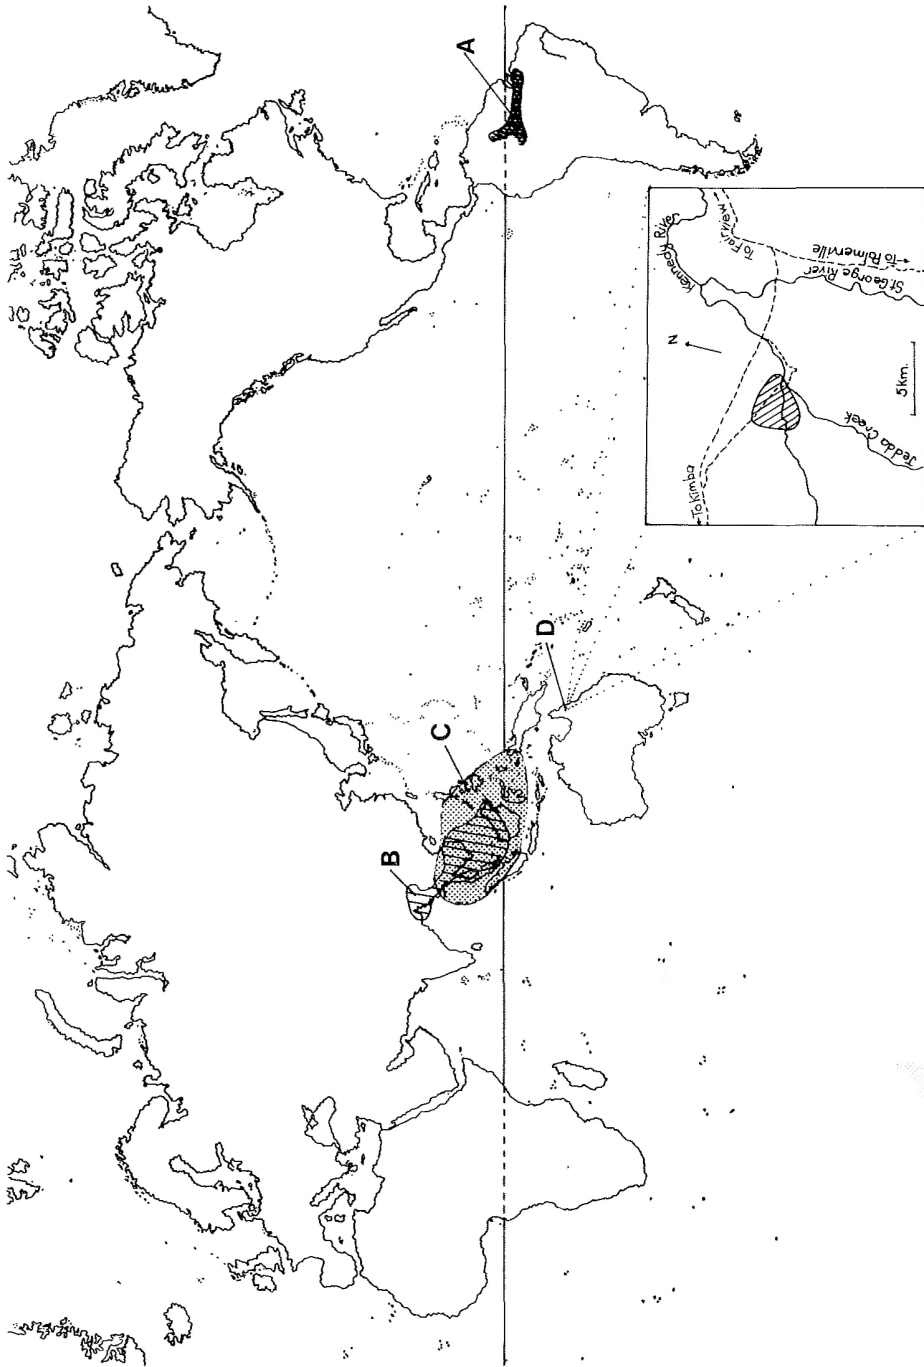 A
B
C
D
Kennedy River
To Fairview
To Palmerville
St. George River
N
5km.
Jedda Creek
To Kimba